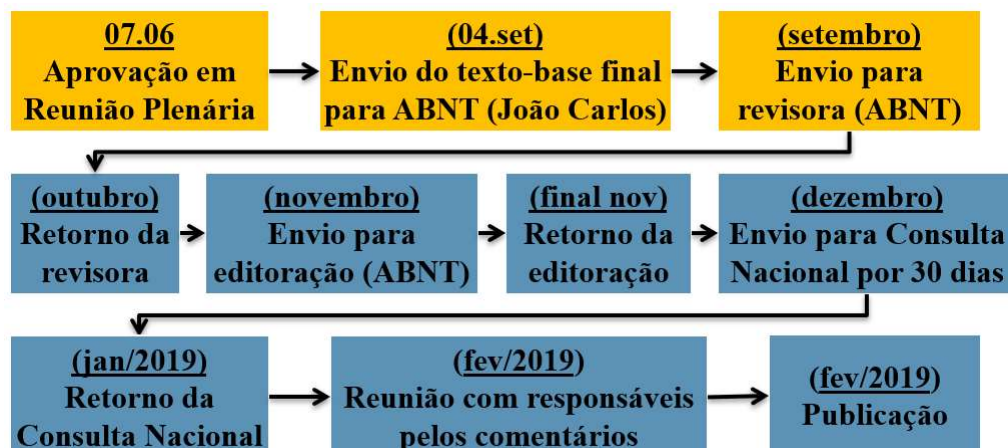 07.06
Aprovação em
Reunião Plenária
(04.set)
Envio do texto-base final
para ABNT (João Carlos)
(setembro)
Envio para
revisora (ABNT)
(outubro)
Retorno da
revisora
(novembro)
Envio para
editoração (ABNT)
(final nov)
Retorno da
editoração
(dezembro)
Envio para Consulta
Nacional por 30 dias
(jan/2019)
Retorno da
Consulta Nacional
(fev/2019)
Reunião com responsáveis
pelos comentários
(fev/2019)
Publicação